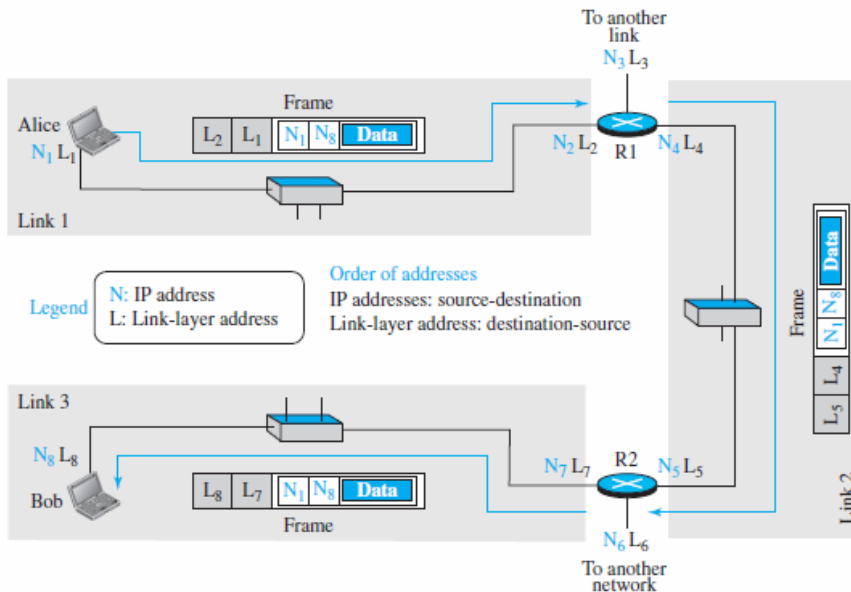 To another
link
N3 L3
Frame
Alice
L2 L1 N1 N8 Data
N1 L1
N2 L2
R1
N4 L4
Link 1
Legend
N: IP address
L: Link-layer address
Order of addresses
IP addresses: source-destination
Link-layer address: destination-source
Frame
L5 L4 N1 N8 Data
Link 2
Link 3
N8 L8
Bob
L8 L7 N1 N8 Data
Frame
N7 L7
R2
N5 L5
N6 L6
To another
network